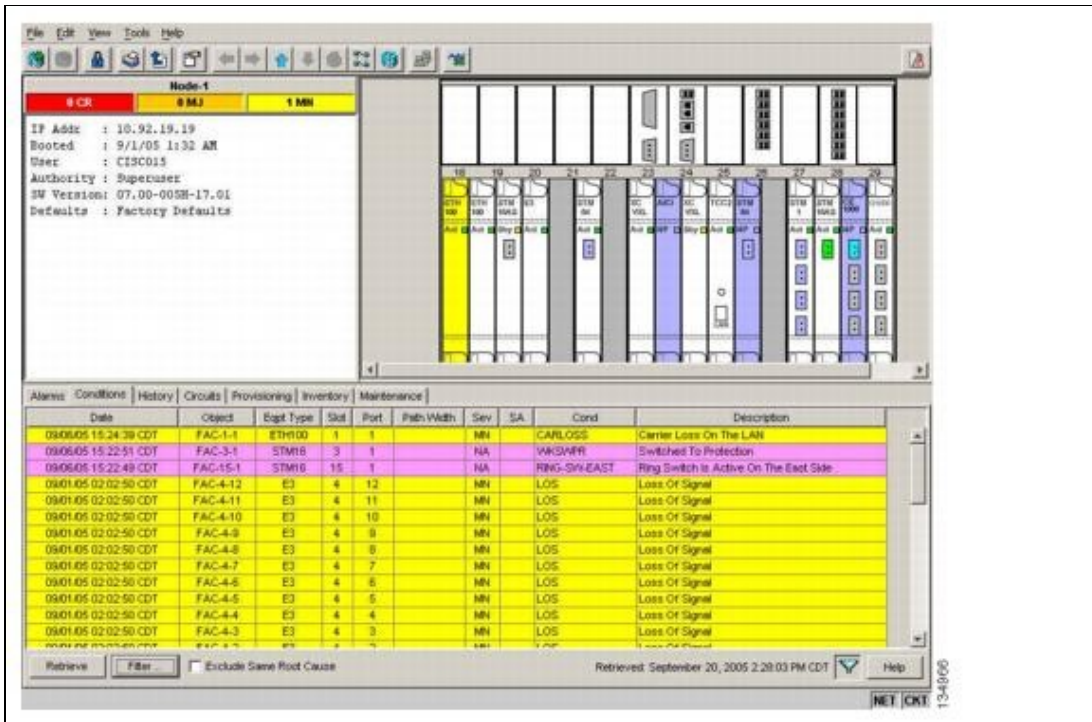 File Edit View Tools Help
Node-1
0 CR 0 MJ 1 MN
IP Addr : 10.92.19.19
Booted : 9/1/05 1:32 AM
User : CISCO15
Authority : Superuser
SW Version: 07.00-005H-17.01
Defaults : Factory Defaults
18 19 20 21 22 23 24 25 26 27 28 29
Alarms Conditions History Circuits Provisioning Inventory Maintenance
Date Object Eqpt Type Slot Port Path Width Sev SA Cond Description
09/06/05 15:24:39 CDT FAC-1-1 ETH100 1 1 MN CARLOSS Carrier Loss On The LAN
09/06/05 15:22:51 CDT FAC-3-1 STM16 3 1 NA WKSWPR Switched To Protection
09/06/05 15:22:49 CDT FAC-15-1 STM16 15 1 NA RING-SW-EAST Ring Switch Is Active On The East Side
09/01/05 02:02:50 CDT FAC-4-12 E3 4 12 MN LOS Loss Of Signal
09/01/05 02:02:50 CDT FAC-4-11 E3 4 11 MN LOS Loss Of Signal
09/01/05 02:02:50 CDT FAC-4-10 E3 4 10 MN LOS Loss Of Signal
09/01/05 02:02:50 CDT FAC-4-9 E3 4 9 MN LOS Loss Of Signal
09/01/05 02:02:50 CDT FAC-4-8 E3 4 8 MN LOS Loss Of Signal
09/01/05 02:02:50 CDT FAC-4-7 E3 4 7 MN LOS Loss Of Signal
09/01/05 02:02:50 CDT FAC-4-6 E3 4 6 MN LOS Loss Of Signal
09/01/05 02:02:50 CDT FAC-4-5 E3 4 5 MN LOS Loss Of Signal
09/01/05 02:02:50 CDT FAC-4-4 E3 4 4 MN LOS Loss Of Signal
09/01/05 02:02:50 CDT FAC-4-3 E3 4 3 MN LOS Loss Of Signal
Retrieve Filter... Exclude Same Root Cause Retrieved: September 20, 2005 2:28:03 PM CDT Help
NET CKT
134966